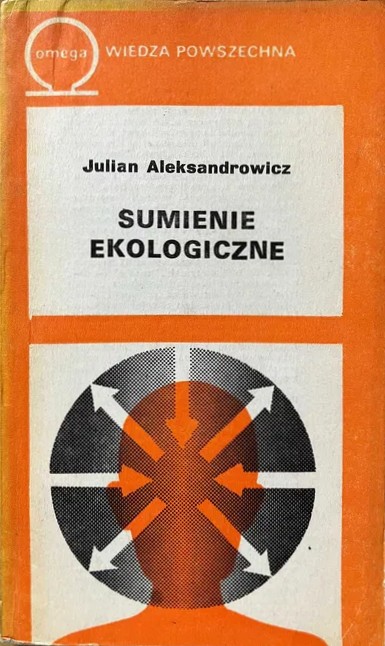 omega WIEDZA POWSZECHNA
Julian Aleksandrowicz
SUMIENIE
EKOLOGICZNE